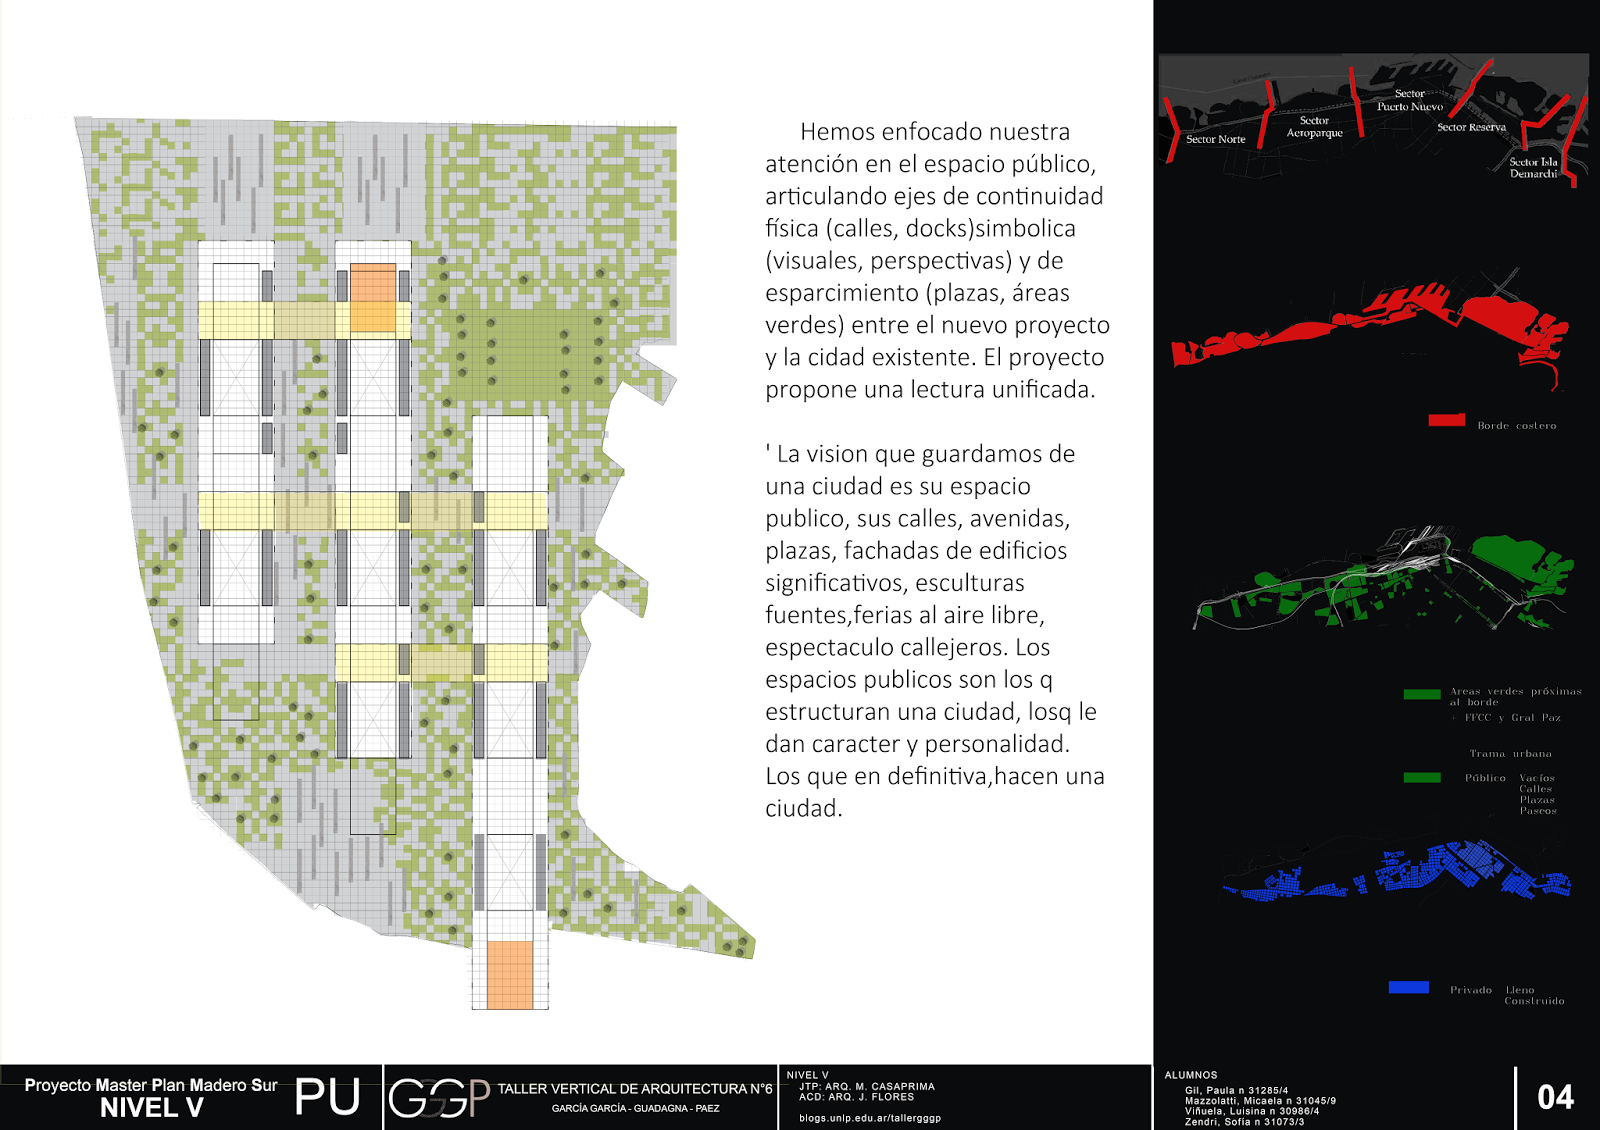 Hemos enfocado nuestra
atención en el espacio público,
articulando ejes de continuidad
física (calles, docks)simbolica
(visuales, perspectivas) y de
esparcimiento (plazas, áreas
verdes) entre el nuevo proyecto
y la cidad existente. El proyecto
propone una lectura unificada.
' La vision que guardamos de
una ciudad es su espacio
publico, sus calles, avenidas,
plazas, fachadas de edificios
significativos, esculturas
fuentes,ferias al aire libre,
espectaculo callejeros. Los
espacios publicos son los q
estructuran una ciudad, losq le
dan caracter y personalidad.
Los que en definitiva,hacen una
ciudad.
Sector Norte
Sector
Aeroparque
Sector
Puerto Nuevo
Sector Reserva
Sector Isla
Demarchi
Borde costero
Areas verdes próximas
al borde
+ FFCC y Gral Paz
Trama urbana
Público Vacíos
Calles
Plazas
Paseos
Privado Lleno
Construido
Proyecto Master Plan Madero Sur
NIVEL V
PU
GGGP
TALLER VERTICAL DE ARQUITECTURA N°6
GARCÍA GARCÍA - GUADAGNA - PAEZ
NIVEL V
JTP: ARQ. M. CASAPRIMA
ACD: ARQ. J. FLORES
blogs.unlp.edu.ar/tallergggp
ALUMNOS
Gil, Paula n 31285/4
Mazzolatti, Micaela n 31045/9
Viñuela, Luisina n 30986/4
Zendri, Sofía n 31073/3
04